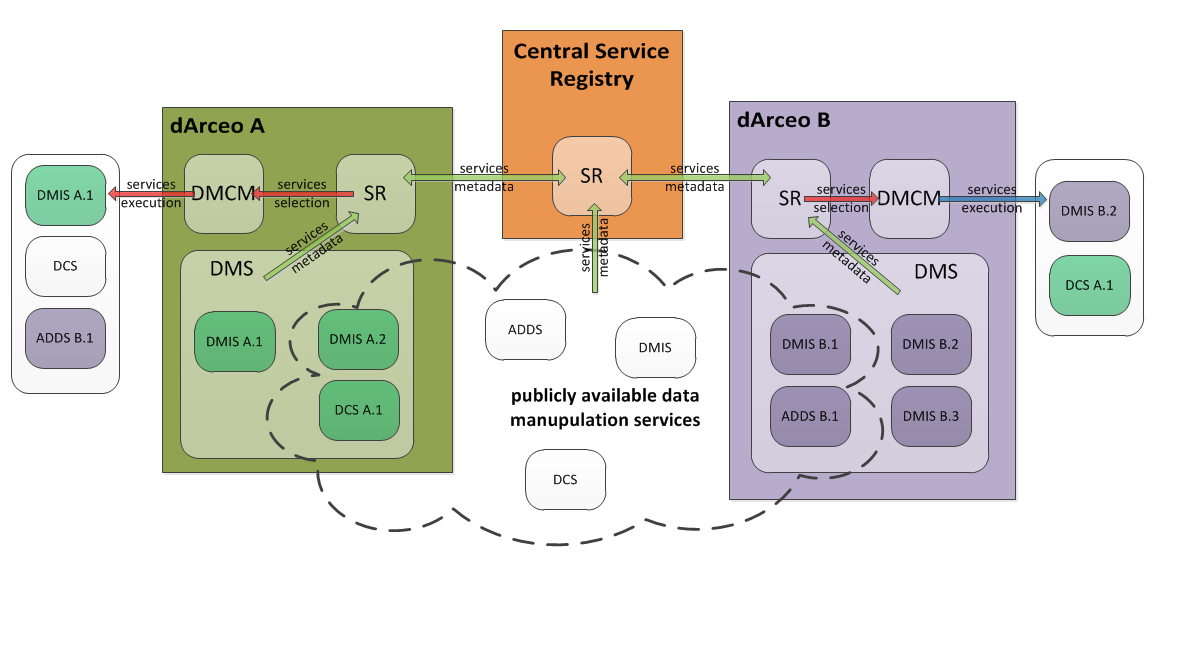 Central Service
Registry
SR
dArceo A
DMCM
SR
DMS
DMIS A.1
DMIS A.2
DCS A.1
services
execution
services
selection
services
metadata
DMIS A.1
DCS
ADDS B.1
services
metadata
services
metadata
services
metadata
ADDS
DMIS
publicly available data
manupulation services
DCS
dArceo B
SR
DMCM
services
selection
services
execution
services
metadata
DMS
DMIS B.1
DMIS B.2
ADDS B.1
DMIS B.3
DMIS B.2
DCS A.1